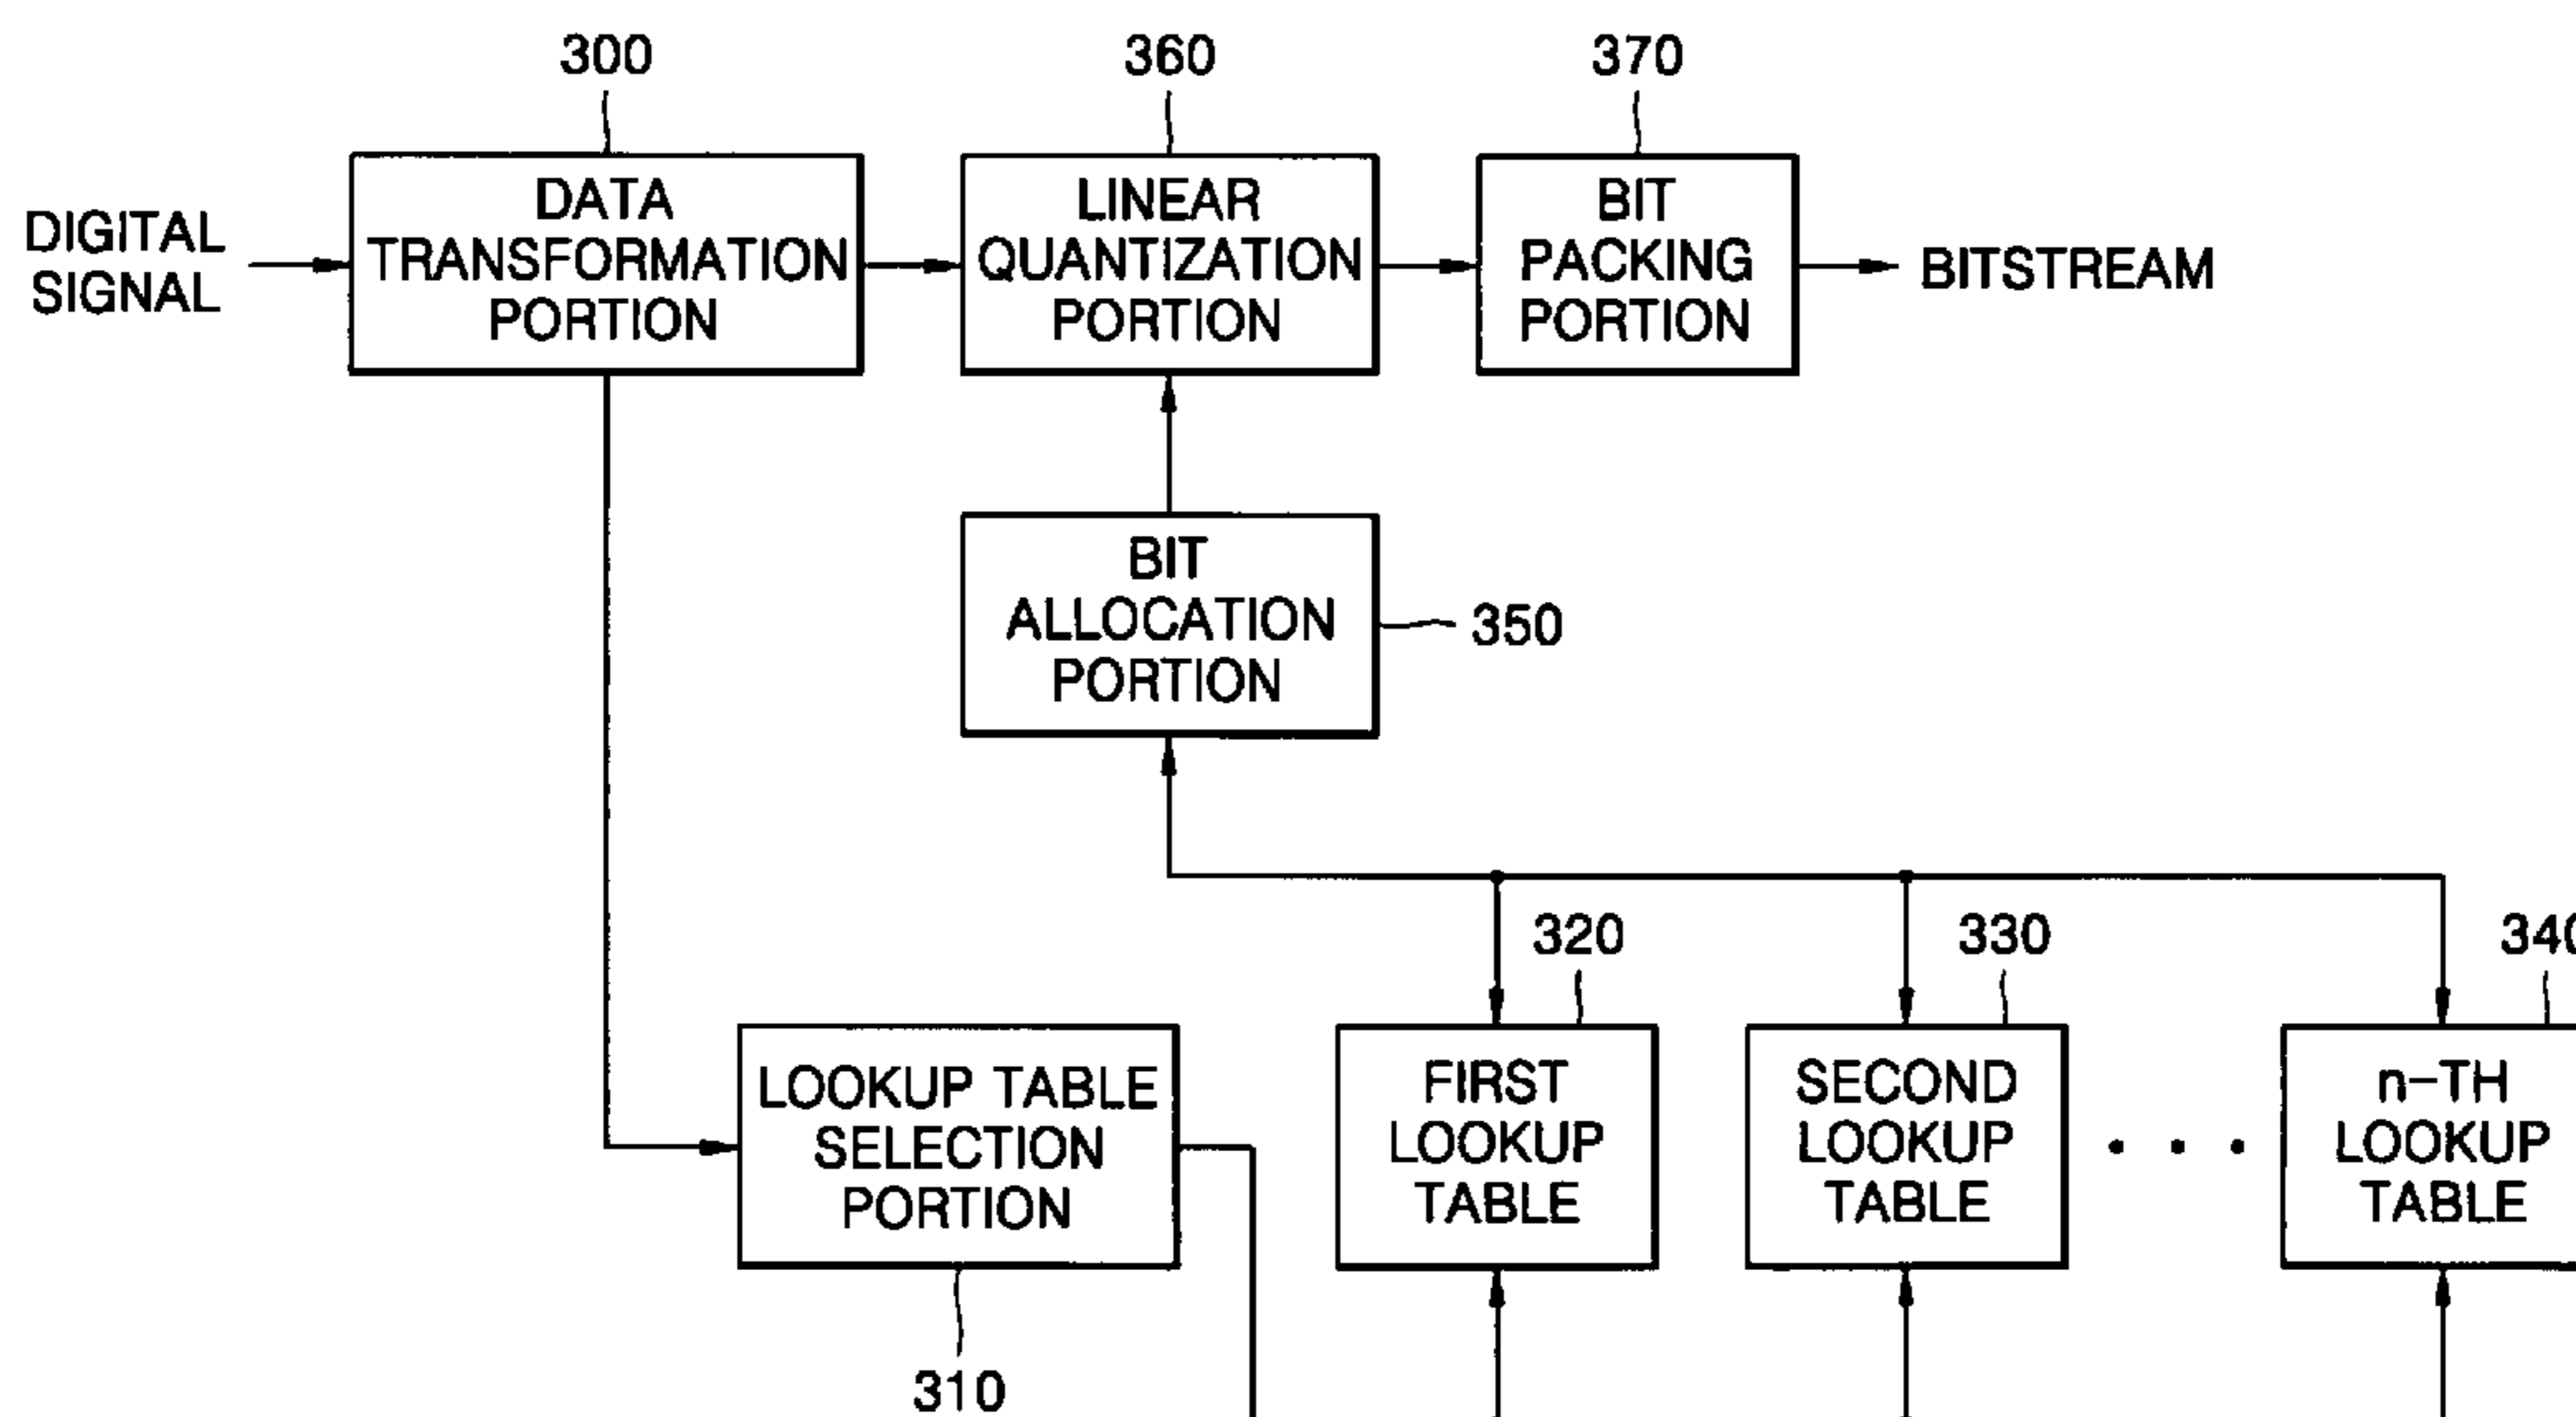 300
360
370
DIGITAL
SIGNAL
DATA
TRANSFORMATION
PORTION
LINEAR
QUANTIZATION
PORTION
BIT
PACKING
PORTION
BITSTREAM
BIT
ALLOCATION
PORTION
350
320
330
340
LOOKUP TABLE
SELECTION
PORTION
310
FIRST
LOOKUP
TABLE
SECOND
LOOKUP
TABLE
. . .
n-TH
LOOKUP
TABLE